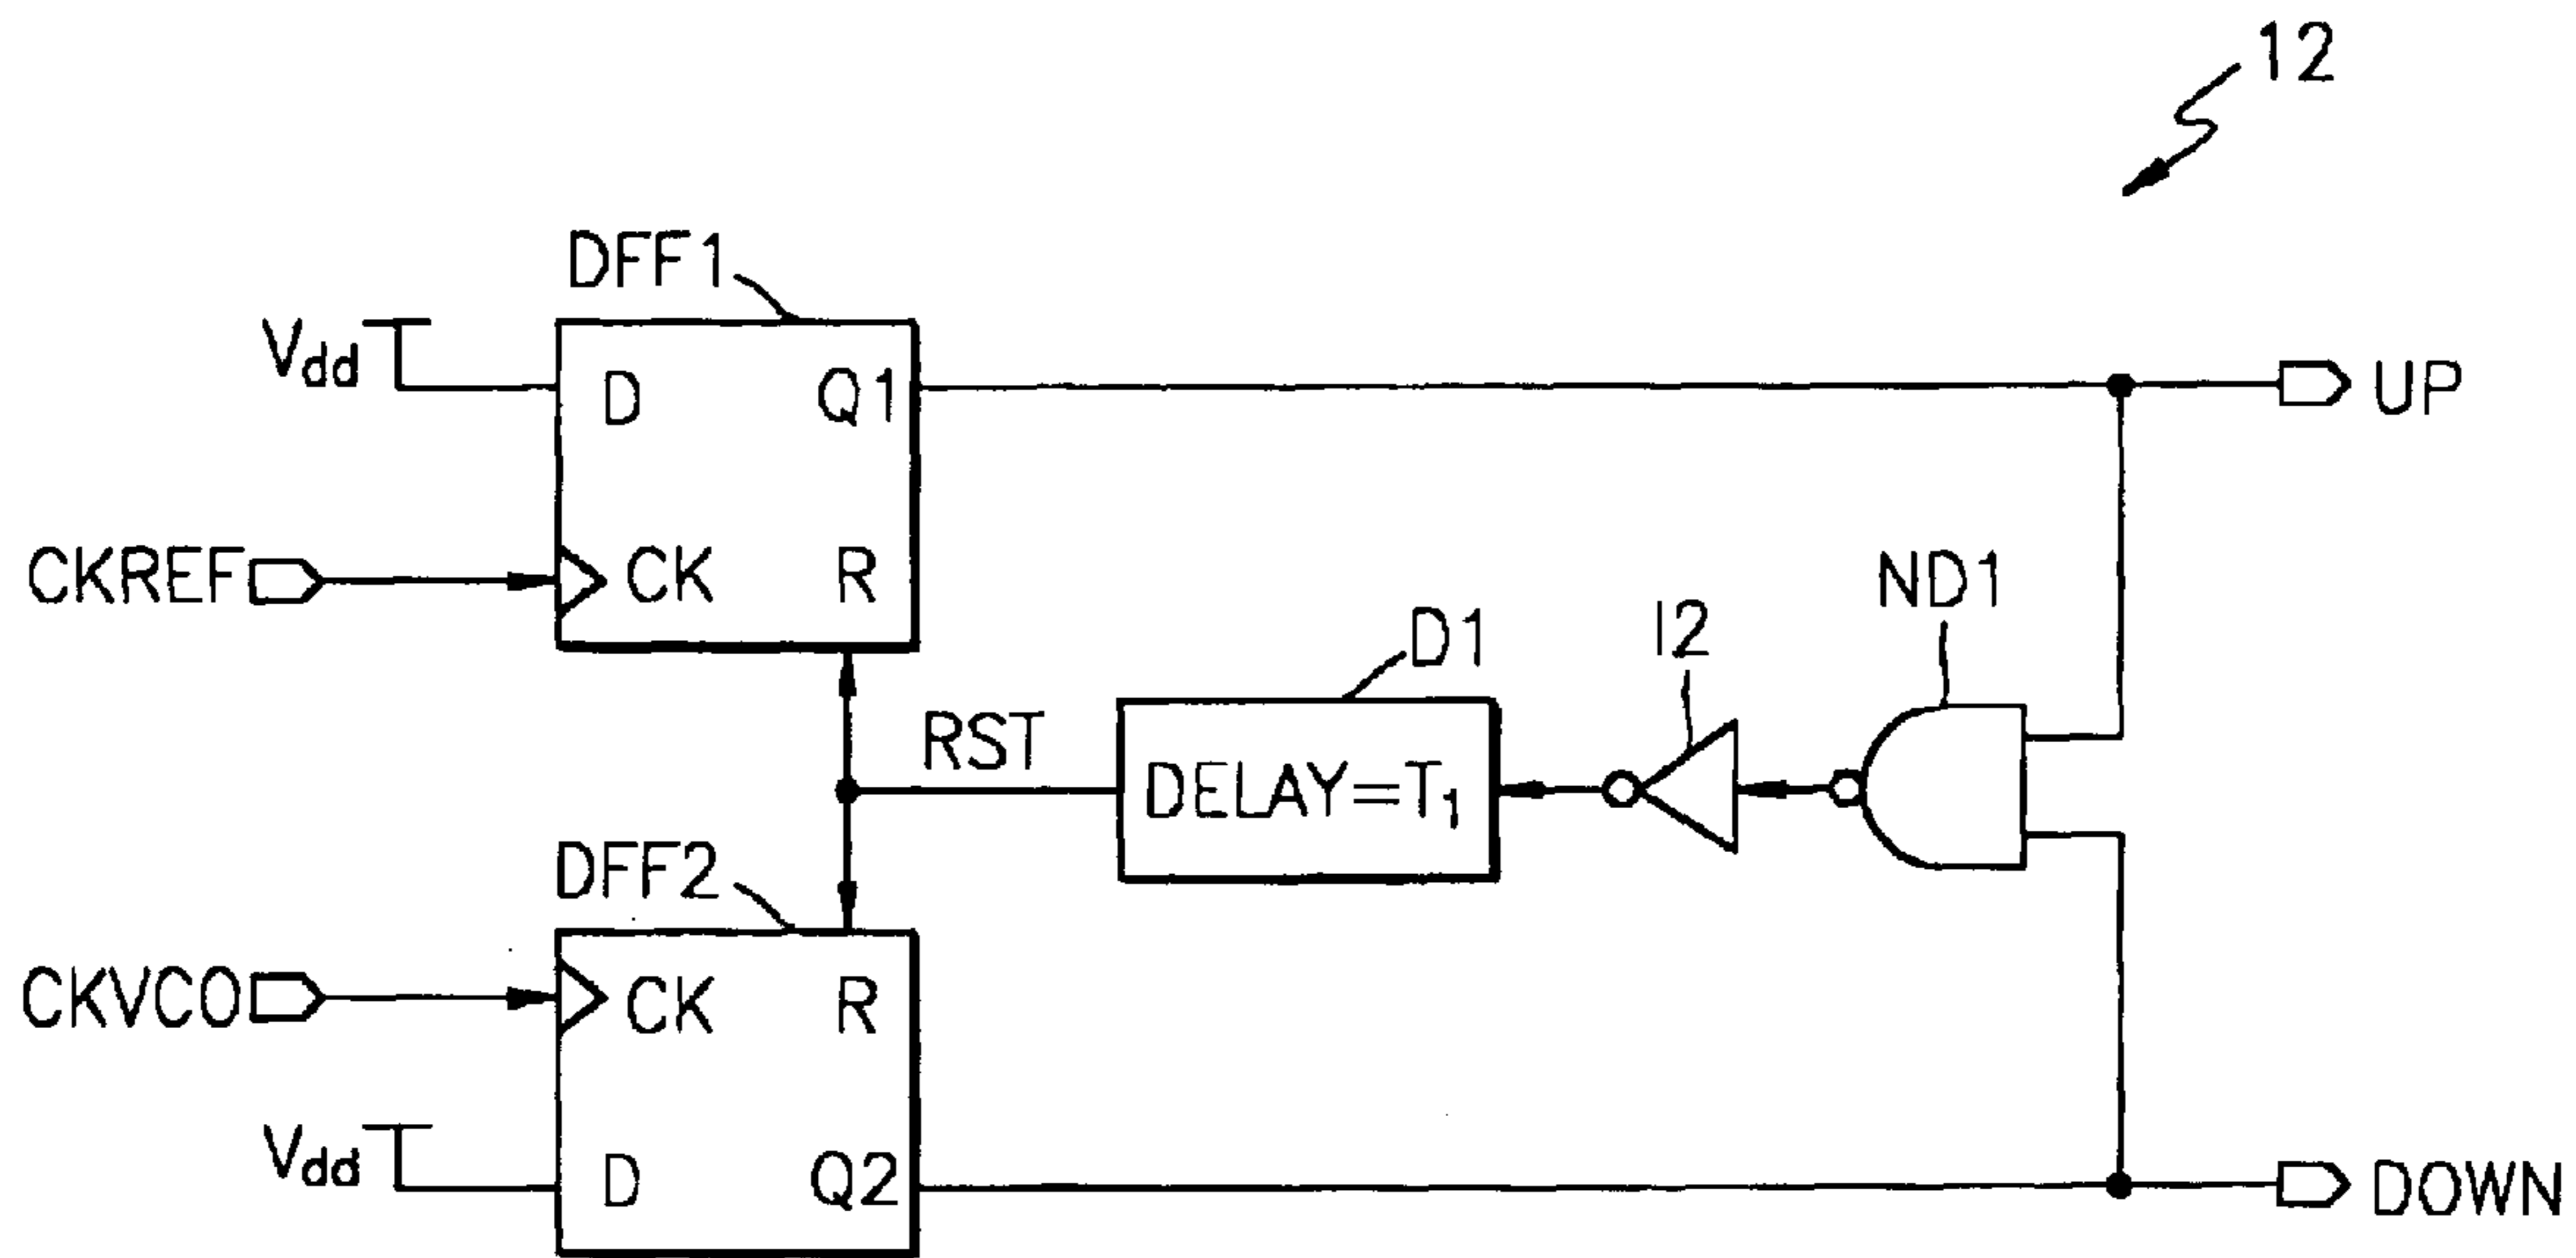 12
DFF1
Vdd
D
Q1
UP
CKREF
CK
R
ND1
I2
D1
RST
DELAY=T1
DFF2
CKVCO
CK
R
Vdd
D
Q2
DOWN